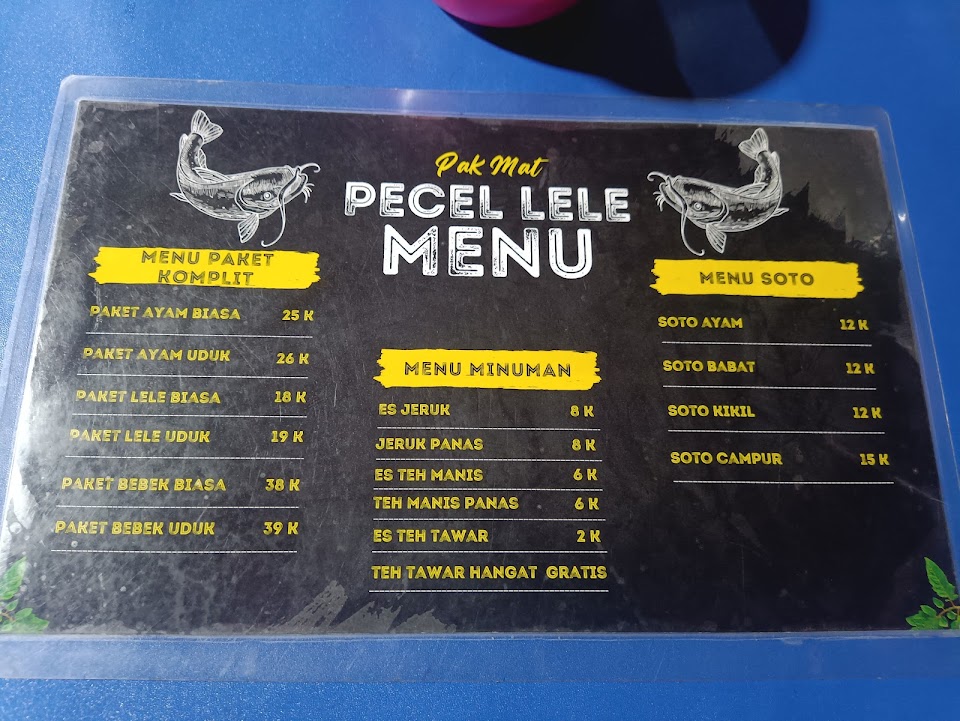 Pak Mat
PECEL LELE
MENU
MENU PAKET
KOMPLIT
PAKET AYAM BIASA 25 K
PAKET AYAM UDUK 26 K
PAKET LELE BIASA 18 K
PAKET LELE UDUK 19 K
PAKET BEBEK BIASA 38 K
PAKET BEBEK UDUK 39 K
MENU MINUMAN
ES JERUK 8 K
JERUK PANAS 8 K
ES TEH MANIS 6 K
TEH MANIS PANAS 6 K
ES TEH TAWAR 2 K
TEH TAWAR HANGAT GRATIS
MENU SOTO
SOTO AYAM 12 K
SOTO BABAT 12 K
SOTO KIKIL 12 K
SOTO CAMPUR 15 K